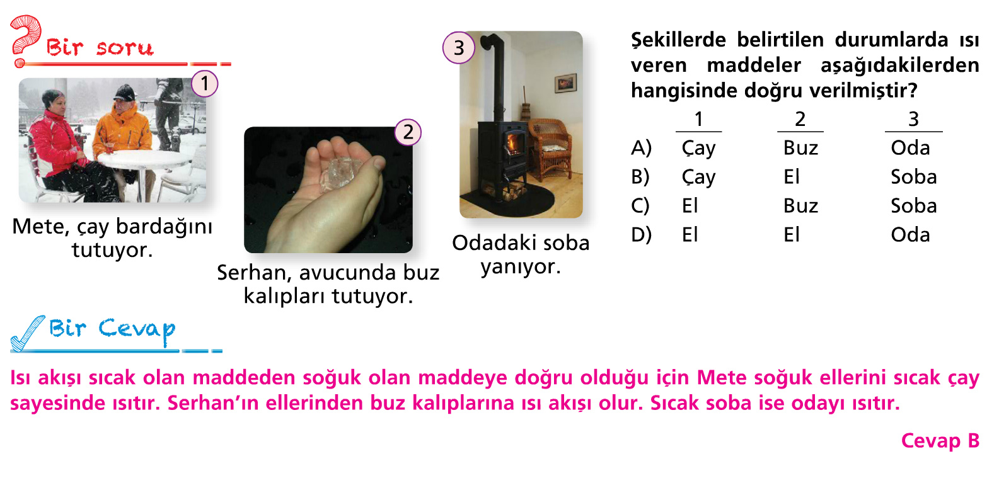 Bir soru
1
Mete, çay bardağını
tutuyor.
2
Serhan, avucunda buz
kalıpları tutuyor.
3
Odadaki soba
yanıyor.
Şekillerde belirtilen durumlarda ısı
veren maddeler aşağıdakilerden
hangisinde doğru verilmiştir?
1 2 3
A) Çay Buz Oda
B) Çay El Soba
C) El Buz Soba
D) El El Oda
Bir Cevap
Isı akışı sıcak olan maddeden soğuk olan maddeye doğru olduğu için Mete soğuk ellerini sıcak çay
sayesinde ısıtır. Serhan’ın ellerinden buz kalıplarına ısı akışı olur. Sıcak soba ise odayı ısıtır.
Cevap B